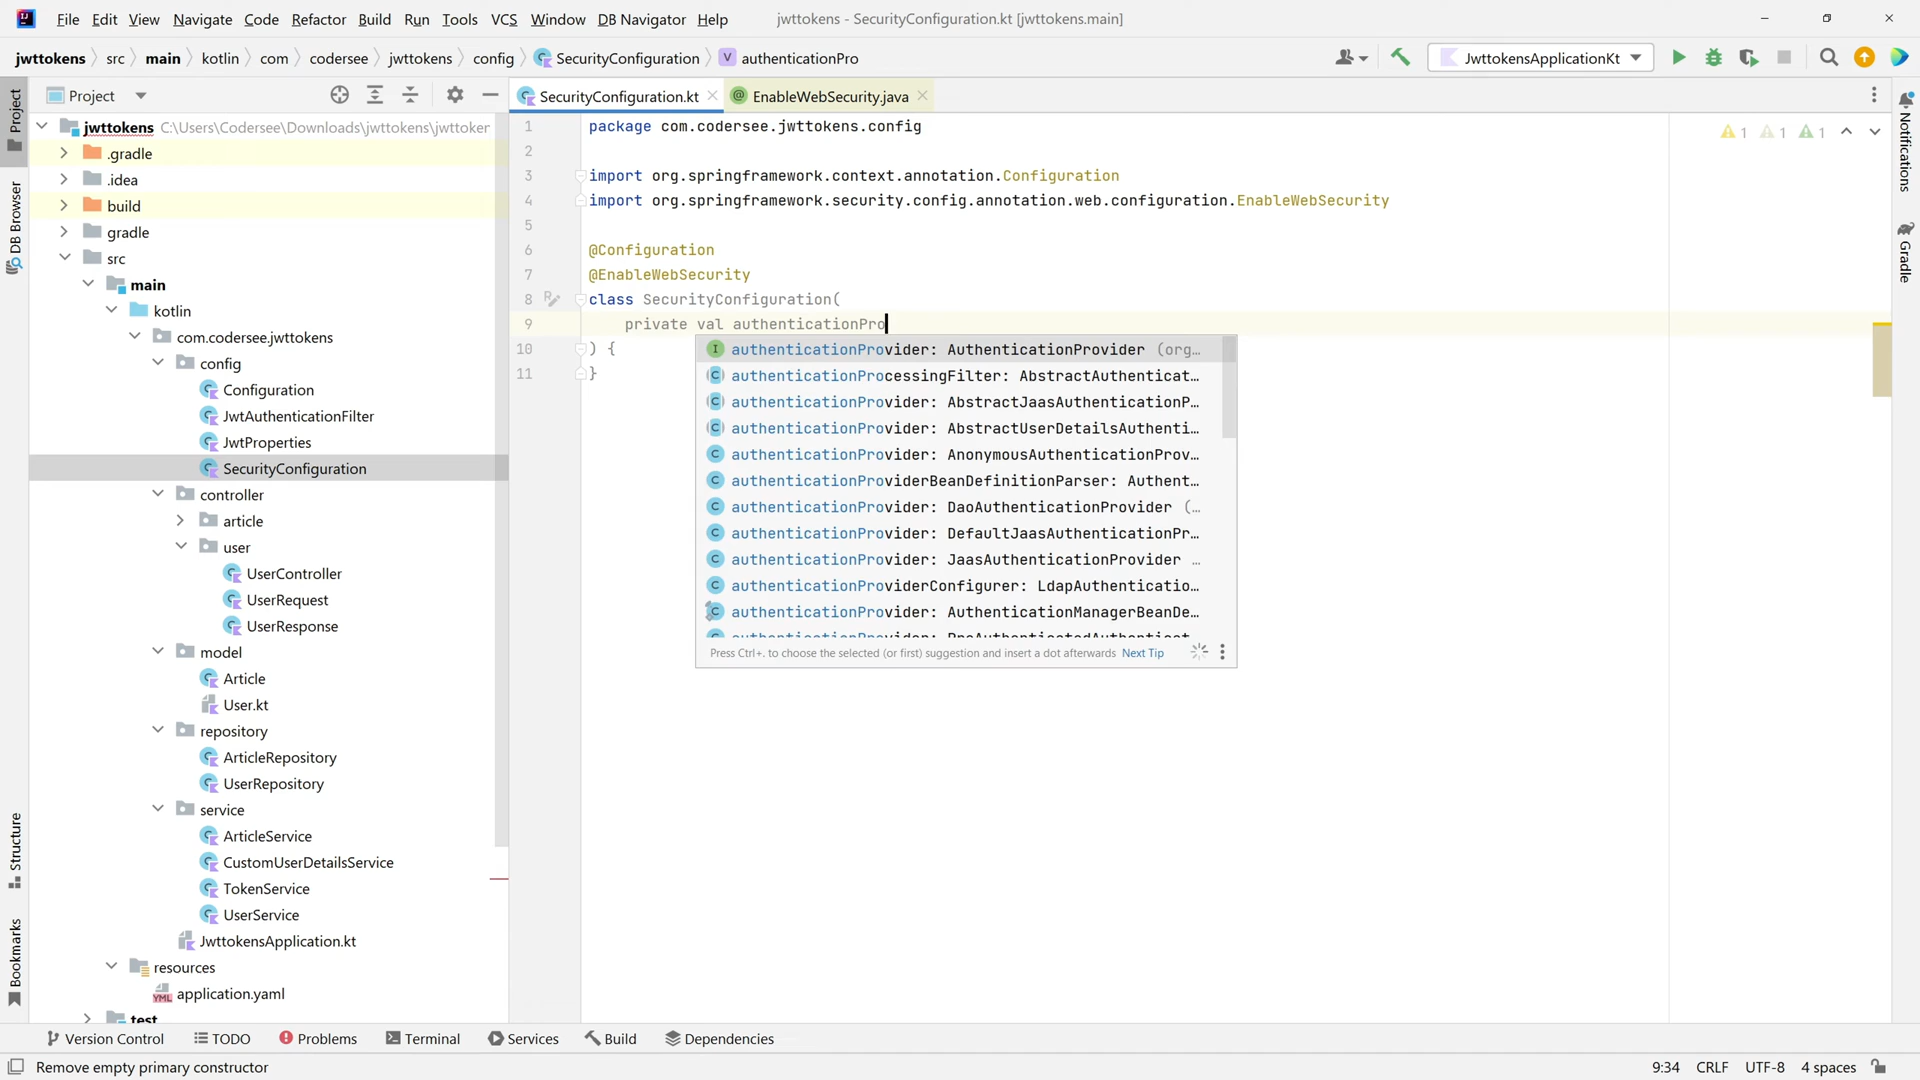 File Edit View Navigate Code Refactor Build Run Tools VCS Window DB Navigator Help jwttokens - SecurityConfiguration.kt [jwttokens.main]
jwttokens src main kotlin com codersee jwttokens config SecurityConfiguration V authenticationPro JwttokensApplicationKt
Project
SecurityConfiguration.kt
EnableWebSecurity.java
Project
DB Browser
Structure
Bookmarks
jwttokens C:\Users\Codersee\Downloads\jwttokens\jwttoker
.gradle
.idea
build
gradle
src
main
kotlin
com.codersee.jwttokens
config
Configuration
JwtAuthenticationFilter
JwtProperties
SecurityConfiguration
controller
article
user
UserController
UserRequest
UserResponse
model
Article
User.kt
repository
ArticleRepository
UserRepository
service
ArticleService
CustomUserDetailsService
TokenService
UserService
JwttokensApplication.kt
resources
YML application.yaml
test
1 package com.codersee.jwttokens.config
2
3 import org.springframework.context.annotation.Configuration
4 import org.springframework.security.config.annotation.web.configuration.EnableWebSecurity
5
6 @Configuration
7 @EnableWebSecurity
8 class SecurityConfiguration(
9 private val authenticationPro
10 ) {
11 }
1 1 1
I authenticationProvider: AuthenticationProvider (org…
C authenticationProcessingFilter: AbstractAuthenticat…
C authenticationProvider: AbstractJaasAuthenticationP…
C authenticationProvider: AbstractUserDetailsAuthenti…
C authenticationProvider: AnonymousAuthenticationProv…
C authenticationProviderBeanDefinitionParser: Authent…
C authenticationProvider: DaoAuthenticationProvider (…
C authenticationProvider: DefaultJaasAuthenticationPr…
C authenticationProvider: JaasAuthenticationProvider …
C authenticationProviderConfigurer: LdapAuthenticatio…
C authenticationProvider: AuthenticationManagerBeanDe…
Press Ctrl+. to choose the selected (or first) suggestion and insert a dot afterwards Next Tip
Notifications
Gradle
Version Control TODO Problems Terminal Services Build Dependencies
Remove empty primary constructor 9:34 CRLF UTF-8 4 spaces